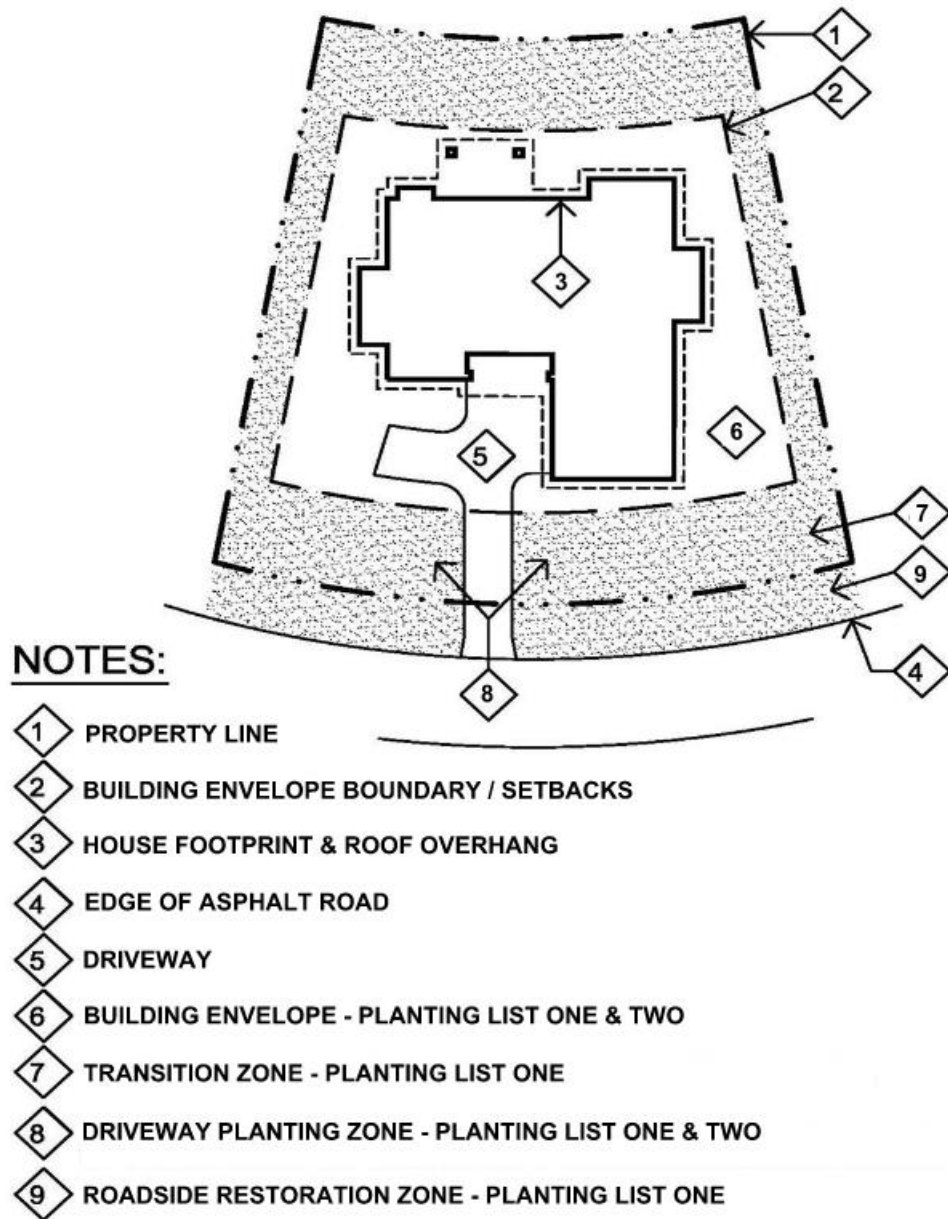 1
2
3
6
5
7
9
4
8
NOTES:
1 PROPERTY LINE
2 BUILDING ENVELOPE BOUNDARY / SETBACKS
3 HOUSE FOOTPRINT & ROOF OVERHANG
4 EDGE OF ASPHALT ROAD
5 DRIVEWAY
6 BUILDING ENVELOPE - PLANTING LIST ONE & TWO
7 TRANSITION ZONE - PLANTING LIST ONE
8 DRIVEWAY PLANTING ZONE - PLANTING LIST ONE & TWO
9 ROADSIDE RESTORATION ZONE - PLANTING LIST ONE